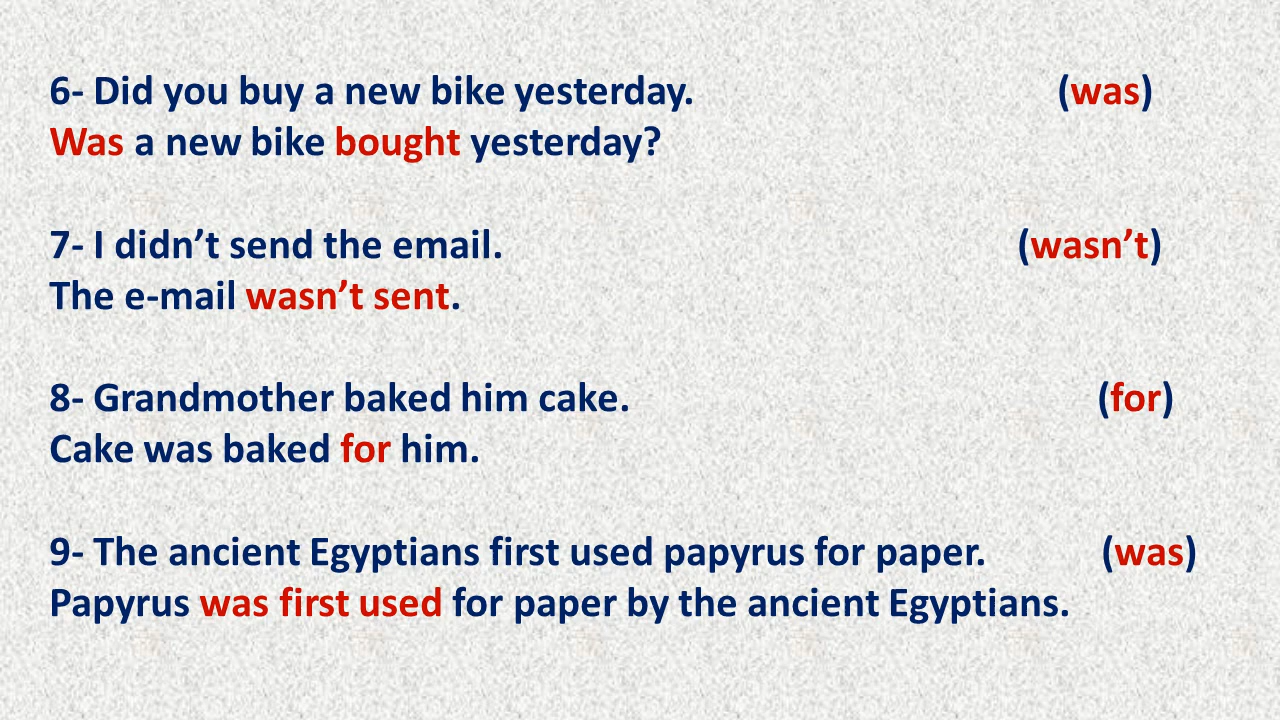 6- Did you buy a new bike yesterday. (was)
Was a new bike bought yesterday?
7- I didn’t send the email. (wasn’t)
The e-mail wasn’t sent.
8- Grandmother baked him cake. (for)
Cake was baked for him.
9- The ancient Egyptians first used papyrus for paper. (was)
Papyrus was first used for paper by the ancient Egyptians.